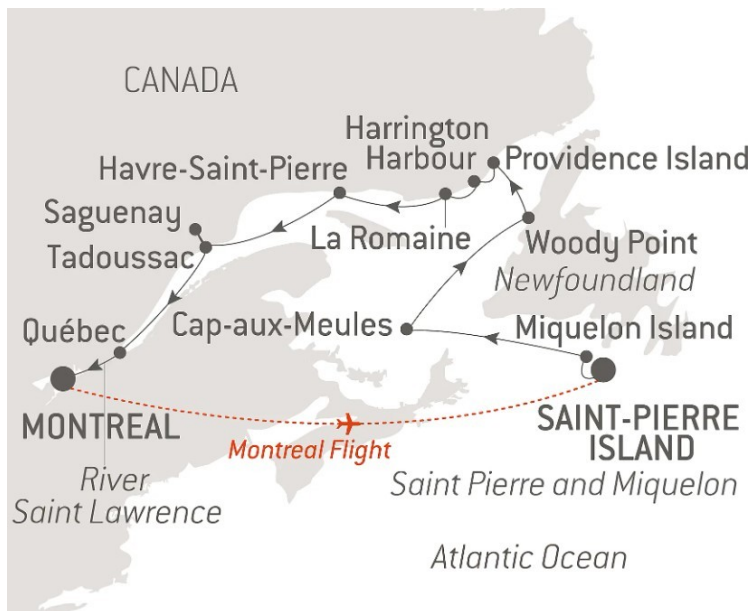 CANADA
Harrington
Harbour
Providence Island
Havre-Saint-Pierre
Saguenay
La Romaine
Woody Point
Newfoundland
Tadoussac
Cap-aux-Meules
Miquelon Island
Québec
MONTREAL
SAINT-PIERRE
ISLAND
Montreal Flight
Saint Pierre and Miquelon
River
Saint Lawrence
Atlantic Ocean